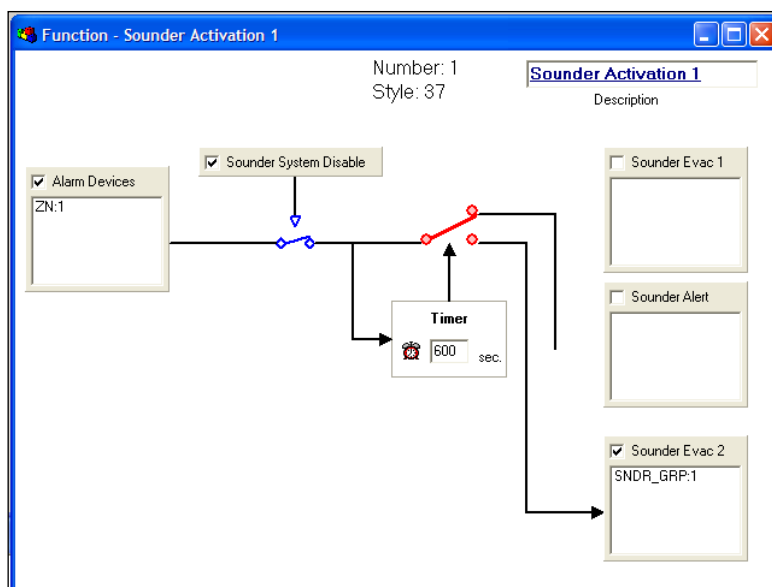 Function - Sounder Activation 1
Number: 1
Style: 37
Sounder Activation 1
Description
Sounder System Disable
Alarm Devices
ZN:1
Sounder Evac 1
Sounder Alert
Timer
600 sec.
Sounder Evac 2
SNDR_GRP:1